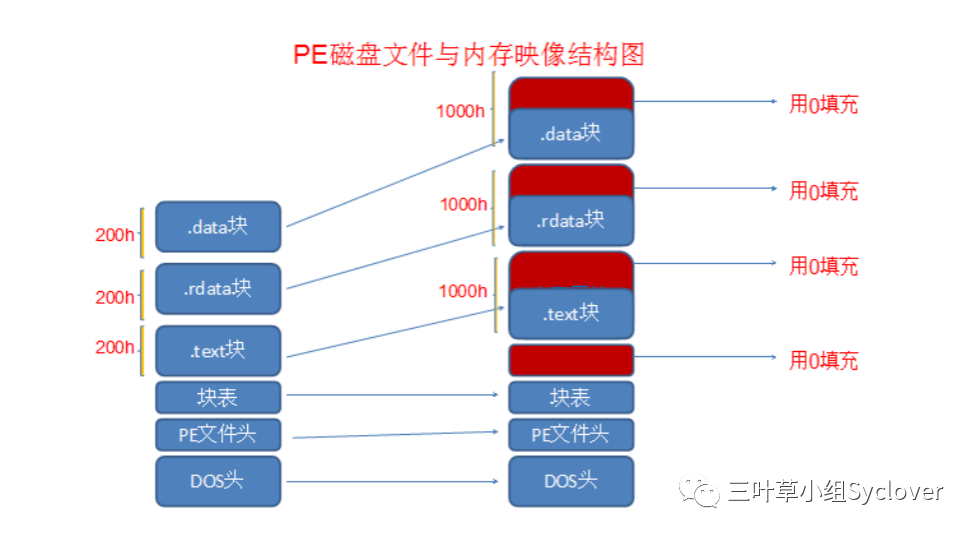 PE磁盘文件与内存映像结构图
1000h
.data块
用0填充
200h
.data块
1000h
.rdata块
用0填充
200h
.rdata块
1000h
.text块
用0填充
200h
.text块
用0填充
块表
块表
PE文件头
PE文件头
DOS头
DOS头
三叶草小组Syclover